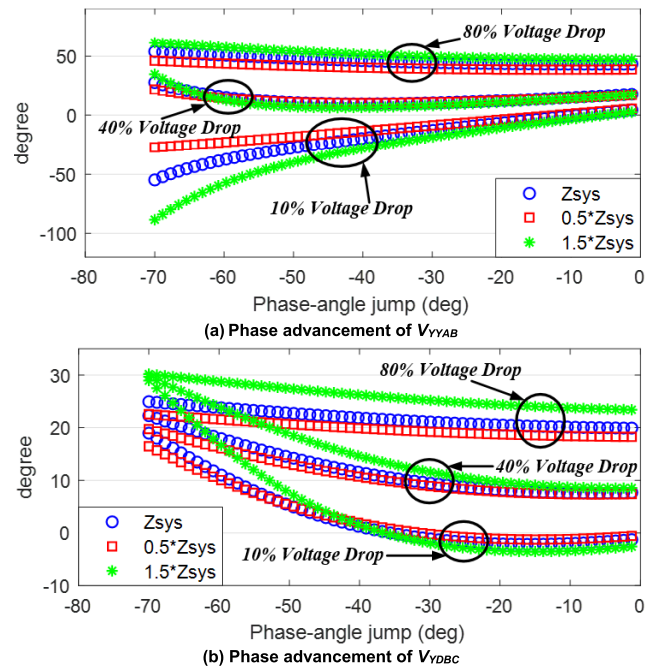 80% Voltage Drop
50
0
-50
-100
degree
40% Voltage Drop
10% Voltage Drop
Zsys
0.5*Zsys
1.5*Zsys
-80 -70 -60 -50 -40 -30 -20 -10 0
Phase-angle jump (deg)
(a) Phase advancement of VYYAB
30
20
10
0
-10
degree
80% Voltage Drop
40% Voltage Drop
10% Voltage Drop
Zsys
0.5*Zsys
1.5*Zsys
-80 -70 -60 -50 -40 -30 -20 -10 0
Phase-angle jump (deg)
(b) Phase advancement of VYDBC